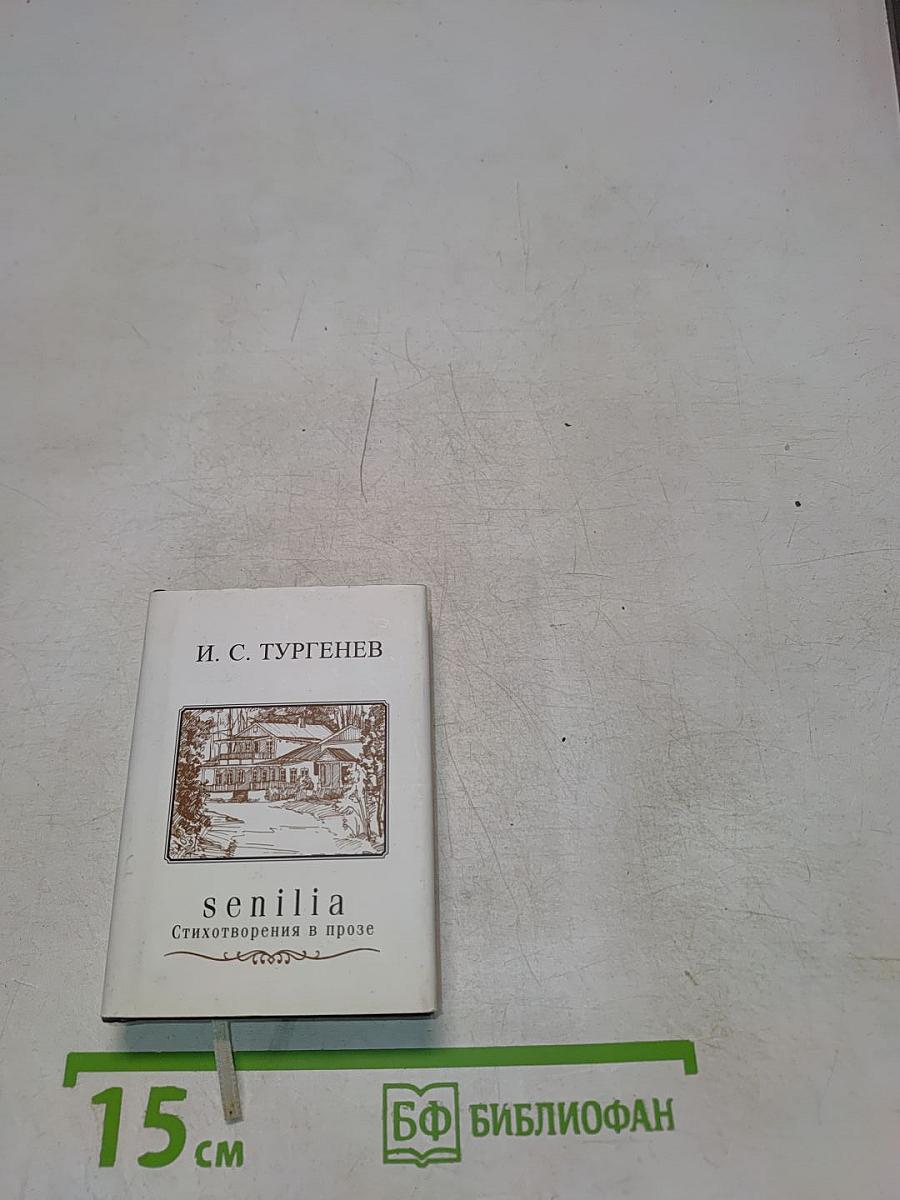 И. С. ТУРГЕНЕВ
senilia
Стихотворения в прозе
15 см
БФ БИБЛИОФАН